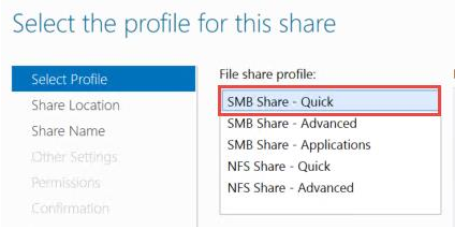 Select the profile for this share
Select Profile
Share Location
Share Name
Other Settings
Permissions
Confirmation
File share profile:
SMB Share - Quick
SMB Share - Advanced
SMB Share - Applications
NFS Share - Quick
NFS Share - Advanced